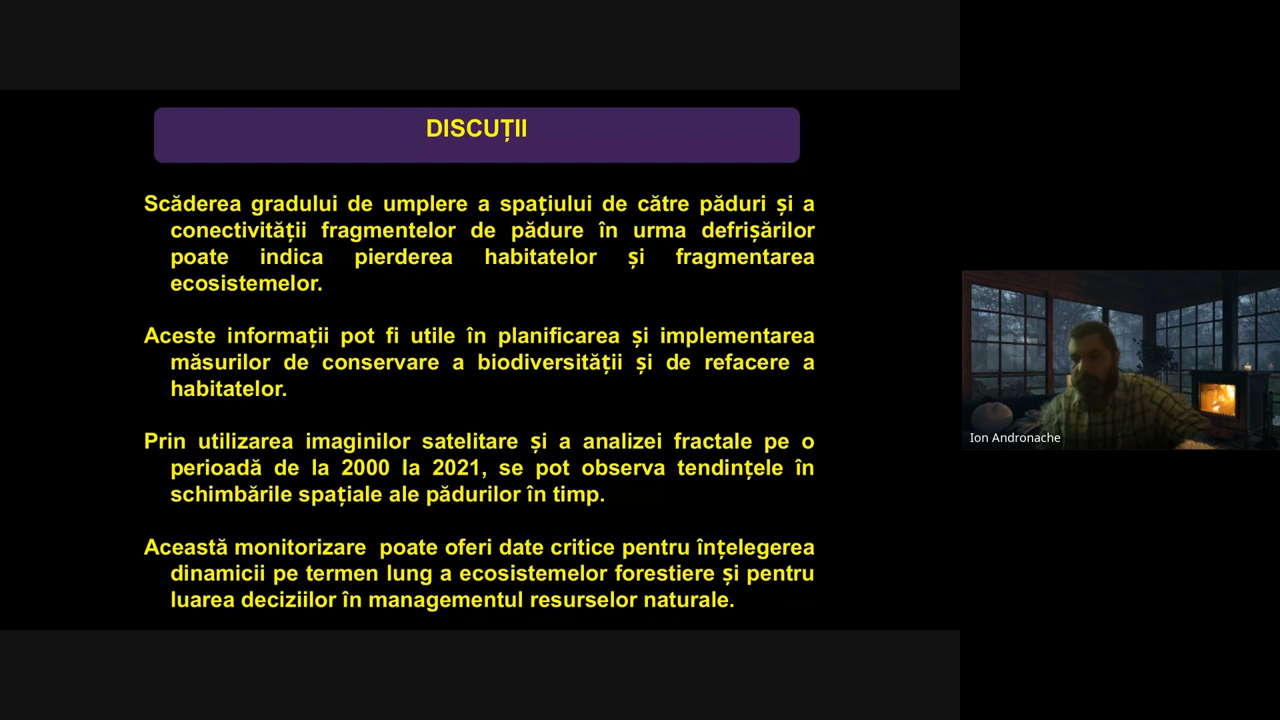 DISCUȚII
Scăderea gradului de umplere a spațiului de către păduri și a
conectivității fragmentelor de pădure în urma defrișărilor
poate indica pierderea habitatelor și fragmentarea
ecosistemelor.
Aceste informații pot fi utile în planificarea și implementarea
măsurilor de conservare a biodiversității și de refacere a
habitatelor.
Prin utilizarea imaginilor satelitare și a analizei fractale pe o
perioadă de la 2000 la 2021, se pot observa tendințele în
schimbările spațiale ale pădurilor în timp.
Această monitorizare  poate oferi date critice pentru înțelegerea
dinamicii pe termen lung a ecosistemelor forestiere și pentru
luarea deciziilor în managementul resurselor naturale.
Ion Andronache